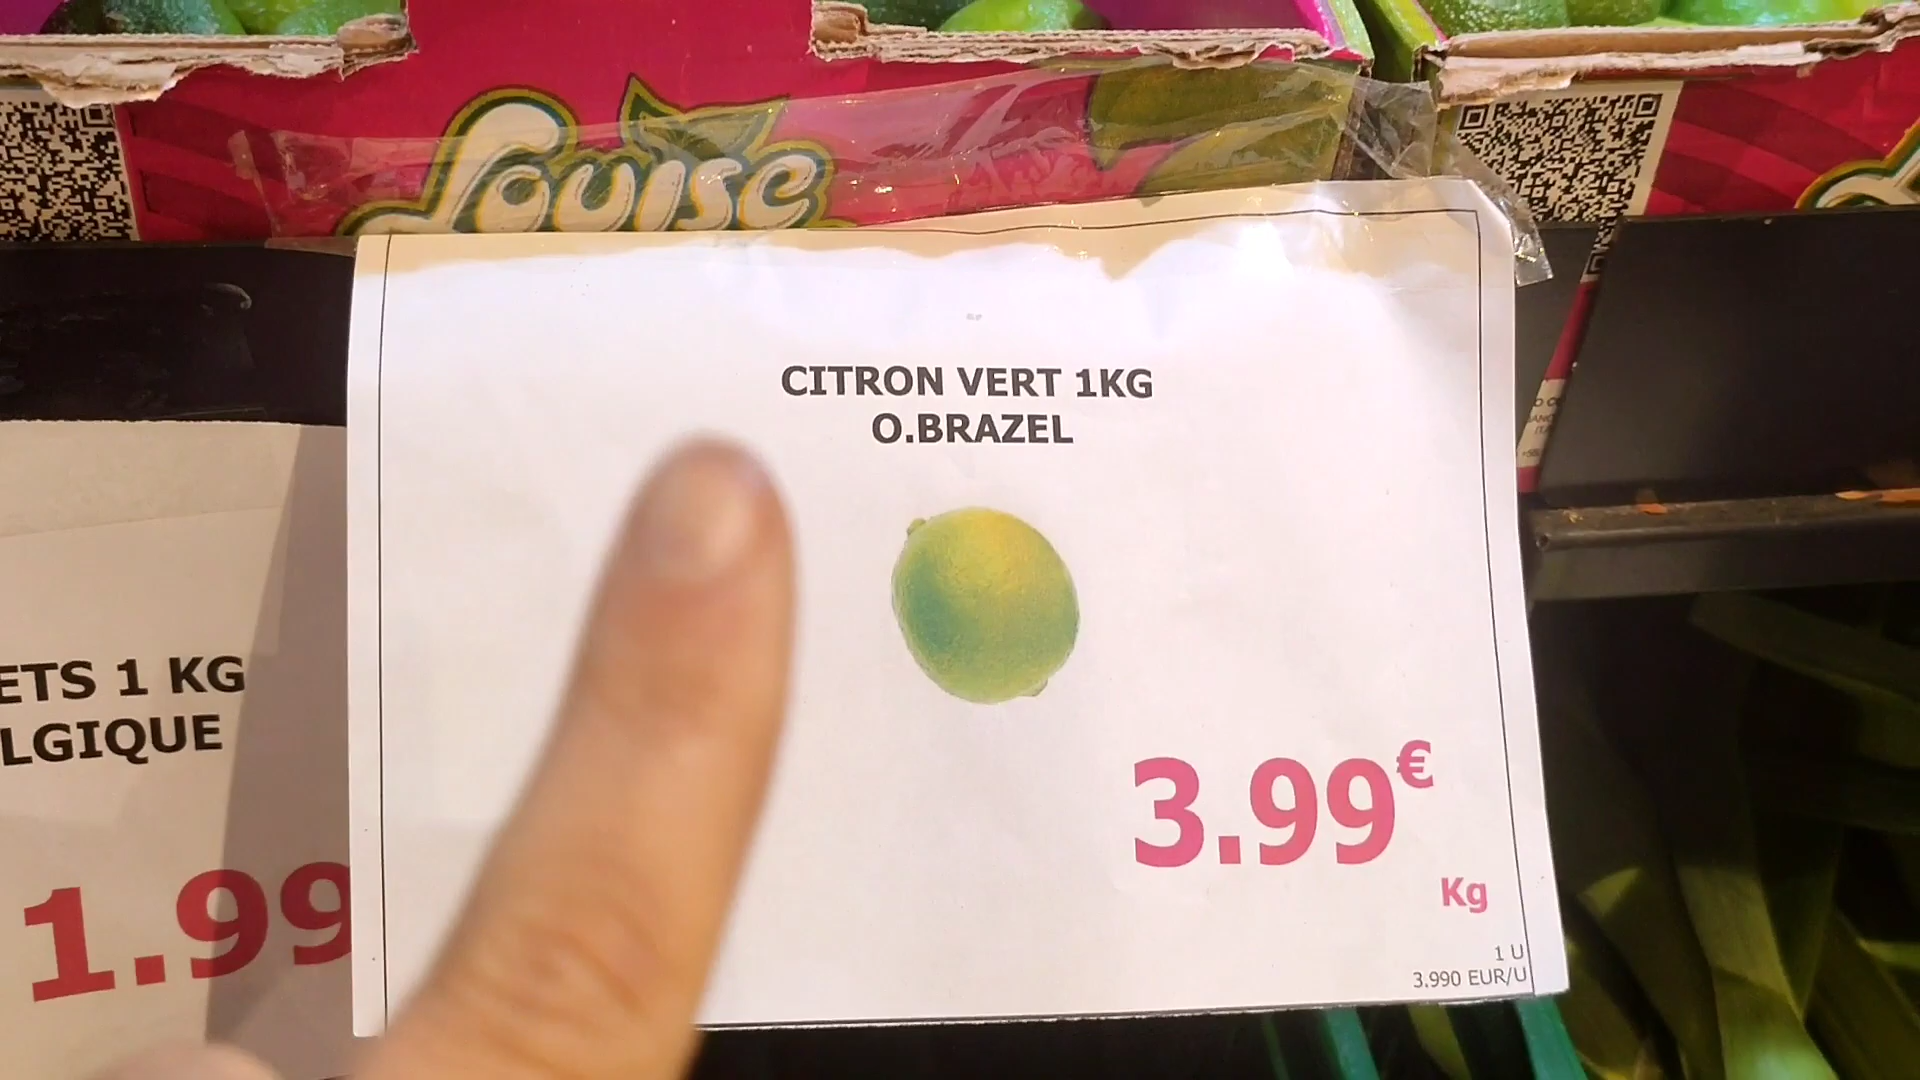 Louise
CITRON VERT 1KG
O.BRAZEL
3.99€
Kg
1 U
3.990 EUR/U
ETS 1 KG
LGIQUE
1.99